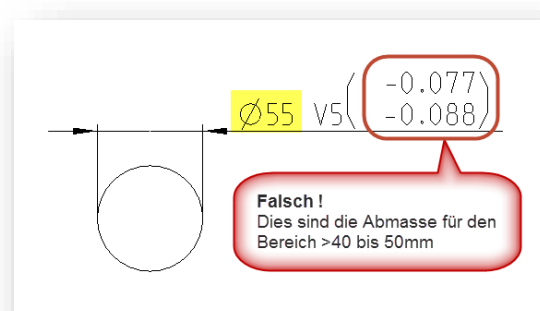 -0.077
Ø55 V5( )
-0.088
Falsch !
Dies sind die Abmasse für den
Bereich >40 bis 50mm